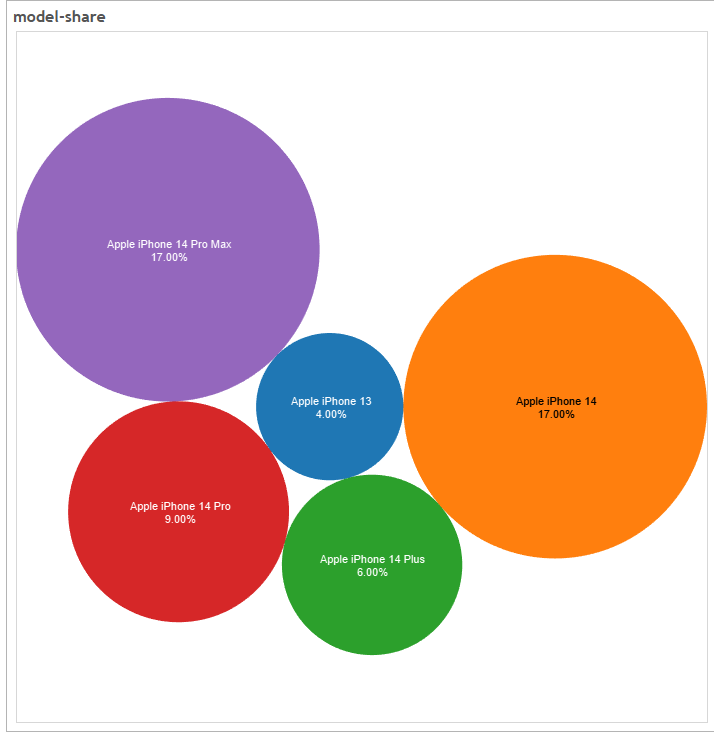 model-share
Apple iPhone 14 Pro Max
17.00%
Apple iPhone 13
4.00%
Apple iPhone 14
17.00%
Apple iPhone 14 Pro
9.00%
Apple iPhone 14 Plus
6.00%